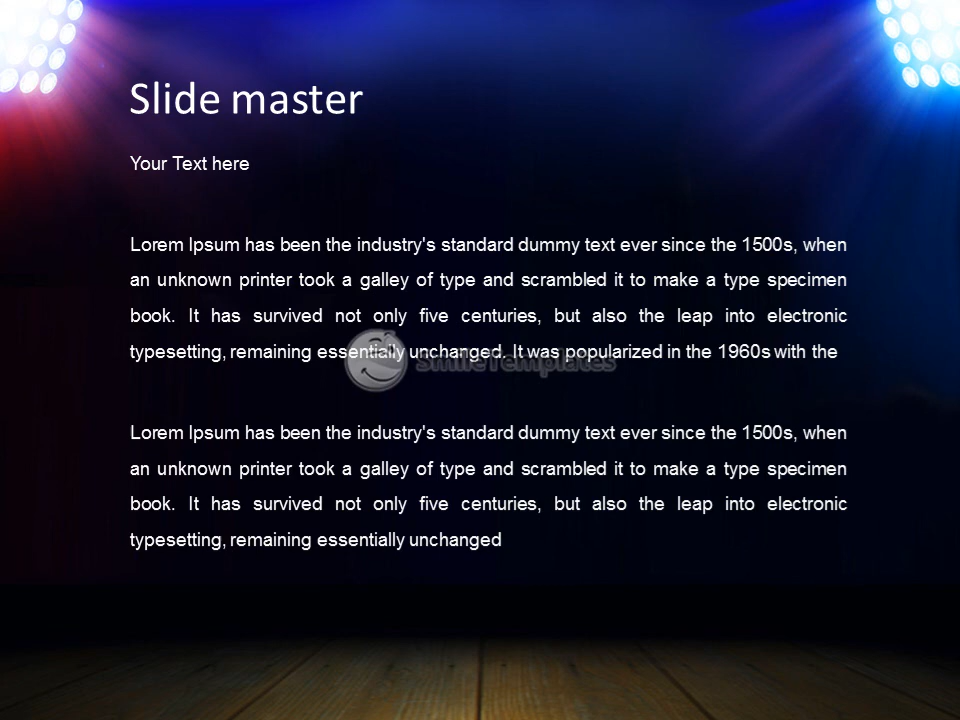 Slide master
Your Text here
Lorem Ipsum has been the industry's standard dummy text ever since the 1500s, when
an unknown printer took a galley of type and scrambled it to make a type specimen
book. It has survived not only five centuries, but also the leap into electronic
typesetting, remaining essentially unchanged. It was popularized in the 1960s with the
SmileTemplates
Lorem Ipsum has been the industry's standard dummy text ever since the 1500s, when
an unknown printer took a galley of type and scrambled it to make a type specimen
book. It has survived not only five centuries, but also the leap into electronic
typesetting, remaining essentially unchanged